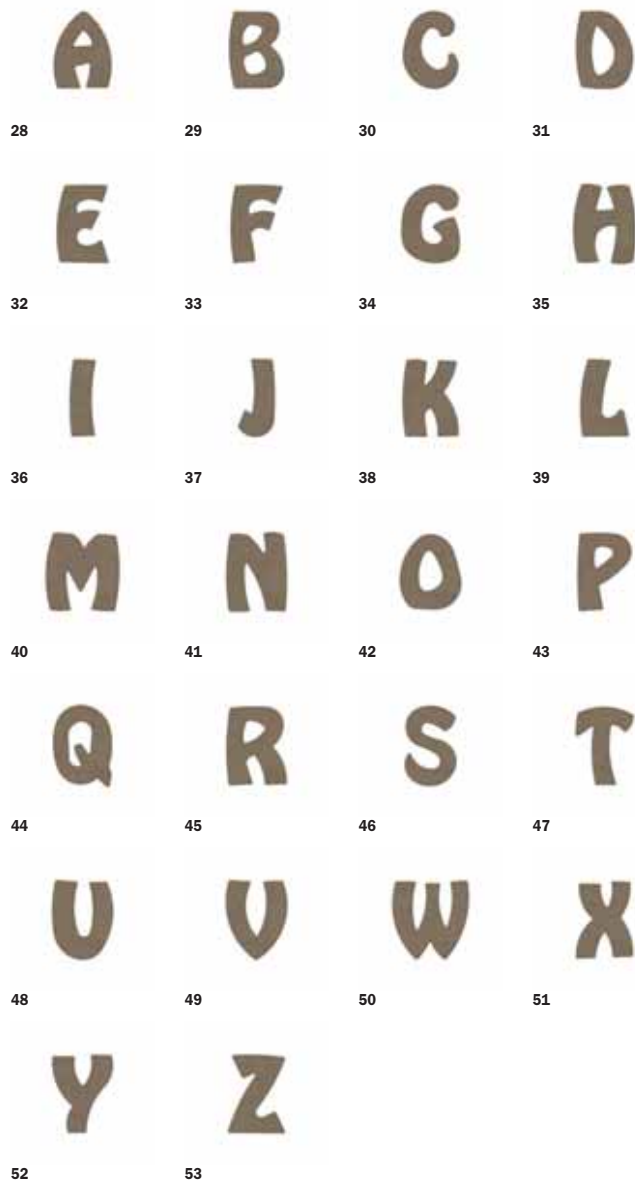 A B C D
28 29 30 31
E F G H
32 33 34 35
I J K L
36 37 38 39
M N O P
40 41 42 43
Q R S T
44 45 46 47
U V W X
48 49 50 51
Y Z
52 53